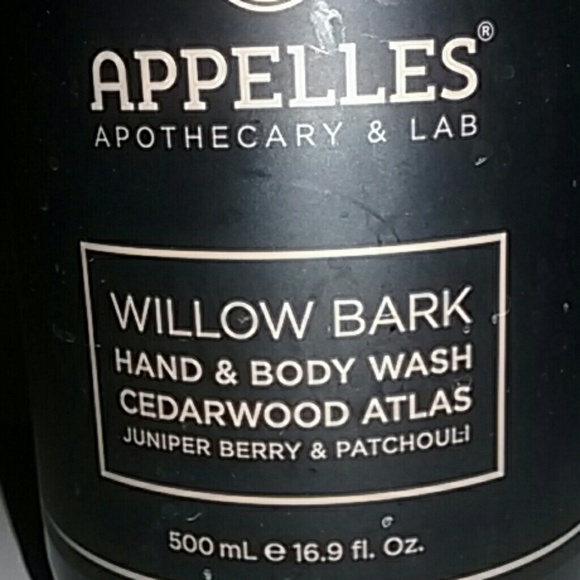 APPELLES®
APOTHECARY & LAB
WILLOW BARK
HAND & BODY WASH
CEDARWOOD ATLAS
JUNIPER BERRY & PATCHOULI
500 mL ℮ 16.9 fl. Oz.